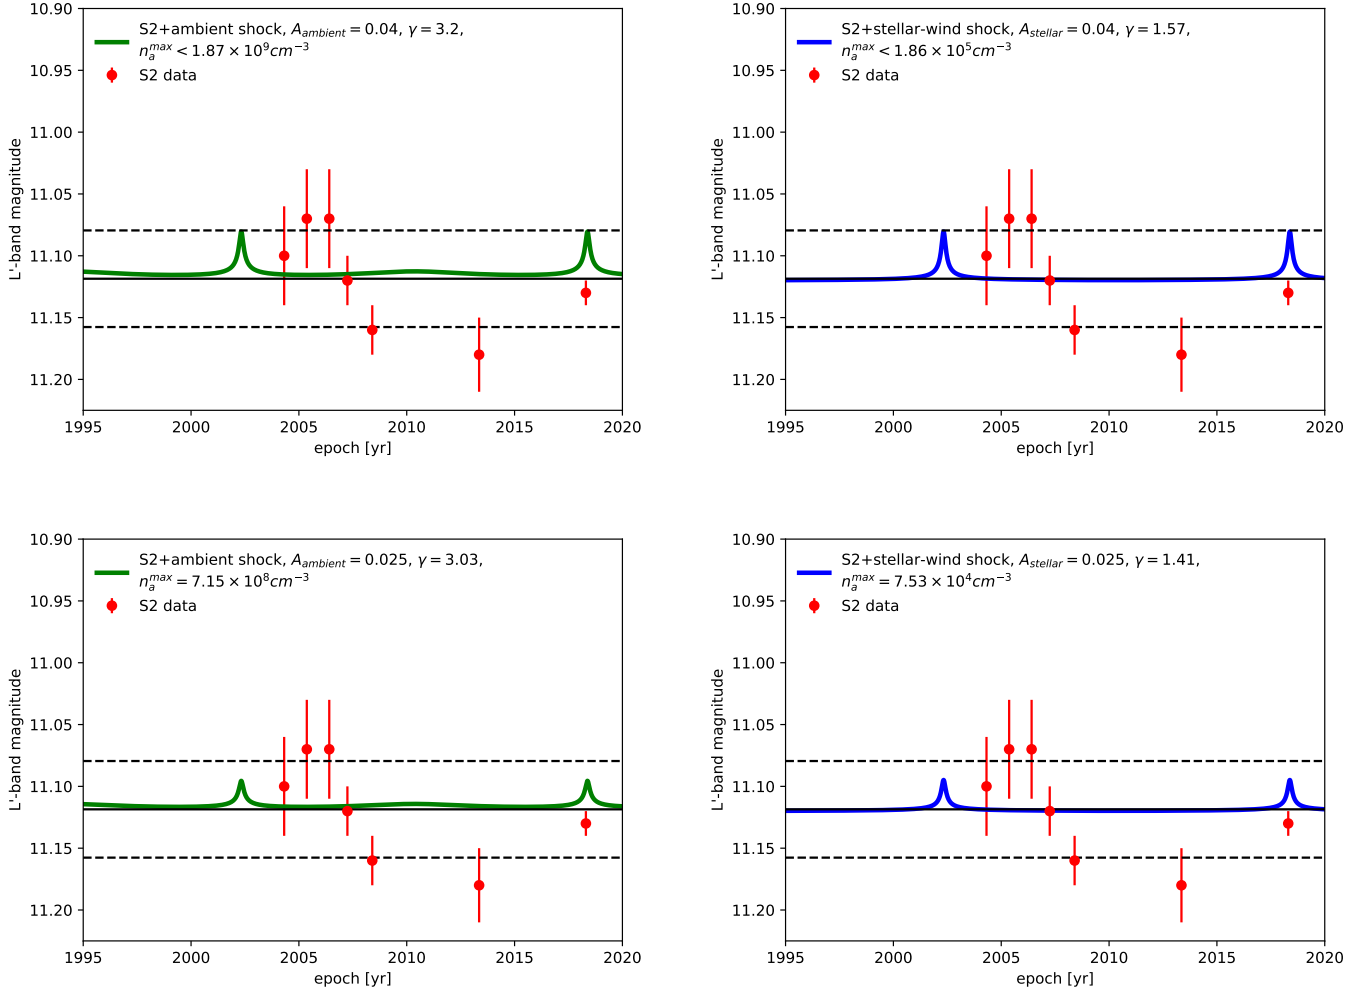 S2+ambient shock, A_ambient = 0.04, γ = 3.2,
n_a^max < 1.87 × 10^9 cm^−3
S2 data
10.90
10.95
11.00
11.05
11.10
11.15
11.20
L'-band magnitude
1995 2000 2005 2010 2015 2020
epoch [yr]
S2+stellar-wind shock, A_stellar = 0.04, γ = 1.57,
n_a^max < 1.86 × 10^5 cm^−3
S2 data
10.90
10.95
11.00
11.05
11.10
11.15
11.20
L'-band magnitude
1995 2000 2005 2010 2015 2020
epoch [yr]
S2+ambient shock, A_ambient = 0.025, γ = 3.03,
n_a^max = 7.15 × 10^8 cm^−3
S2 data
10.90
10.95
11.00
11.05
11.10
11.15
11.20
L'-band magnitude
1995 2000 2005 2010 2015 2020
epoch [yr]
S2+stellar-wind shock, A_stellar = 0.025, γ = 1.41,
n_a^max = 7.53 × 10^4 cm^−3
S2 data
10.90
10.95
11.00
11.05
11.10
11.15
11.20
L'-band magnitude
1995 2000 2005 2010 2015 2020
epoch [yr]